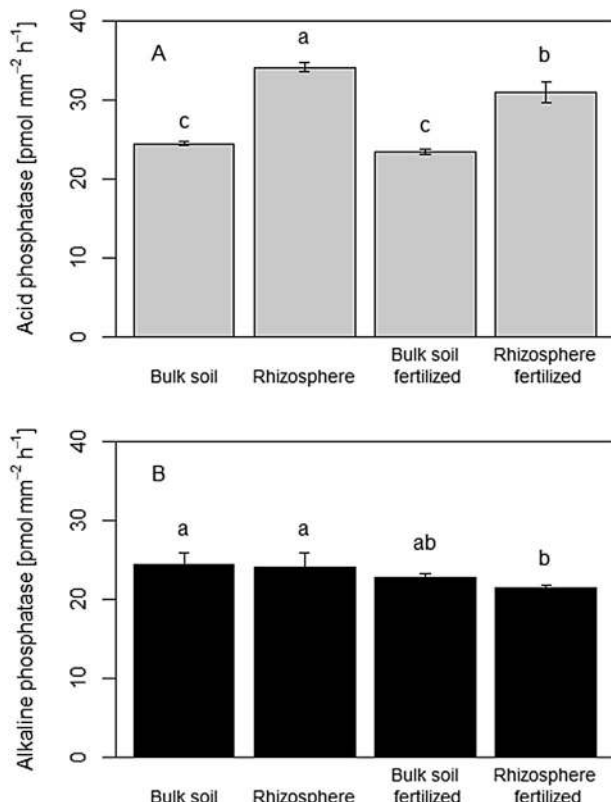 Acid phosphatase [pmol mm⁻² h⁻¹]
40
30
20
10
0
A
c
a
c
b
Bulk soil
Rhizosphere
Bulk soil
fertilized
Rhizosphere
fertilized
Alkaline phosphatase [pmol mm⁻² h⁻¹]
40
30
20
10
0
B
a
a
ab
b
Bulk soil
Rhizosphere
Bulk soil
fertilized
Rhizosphere
fertilized